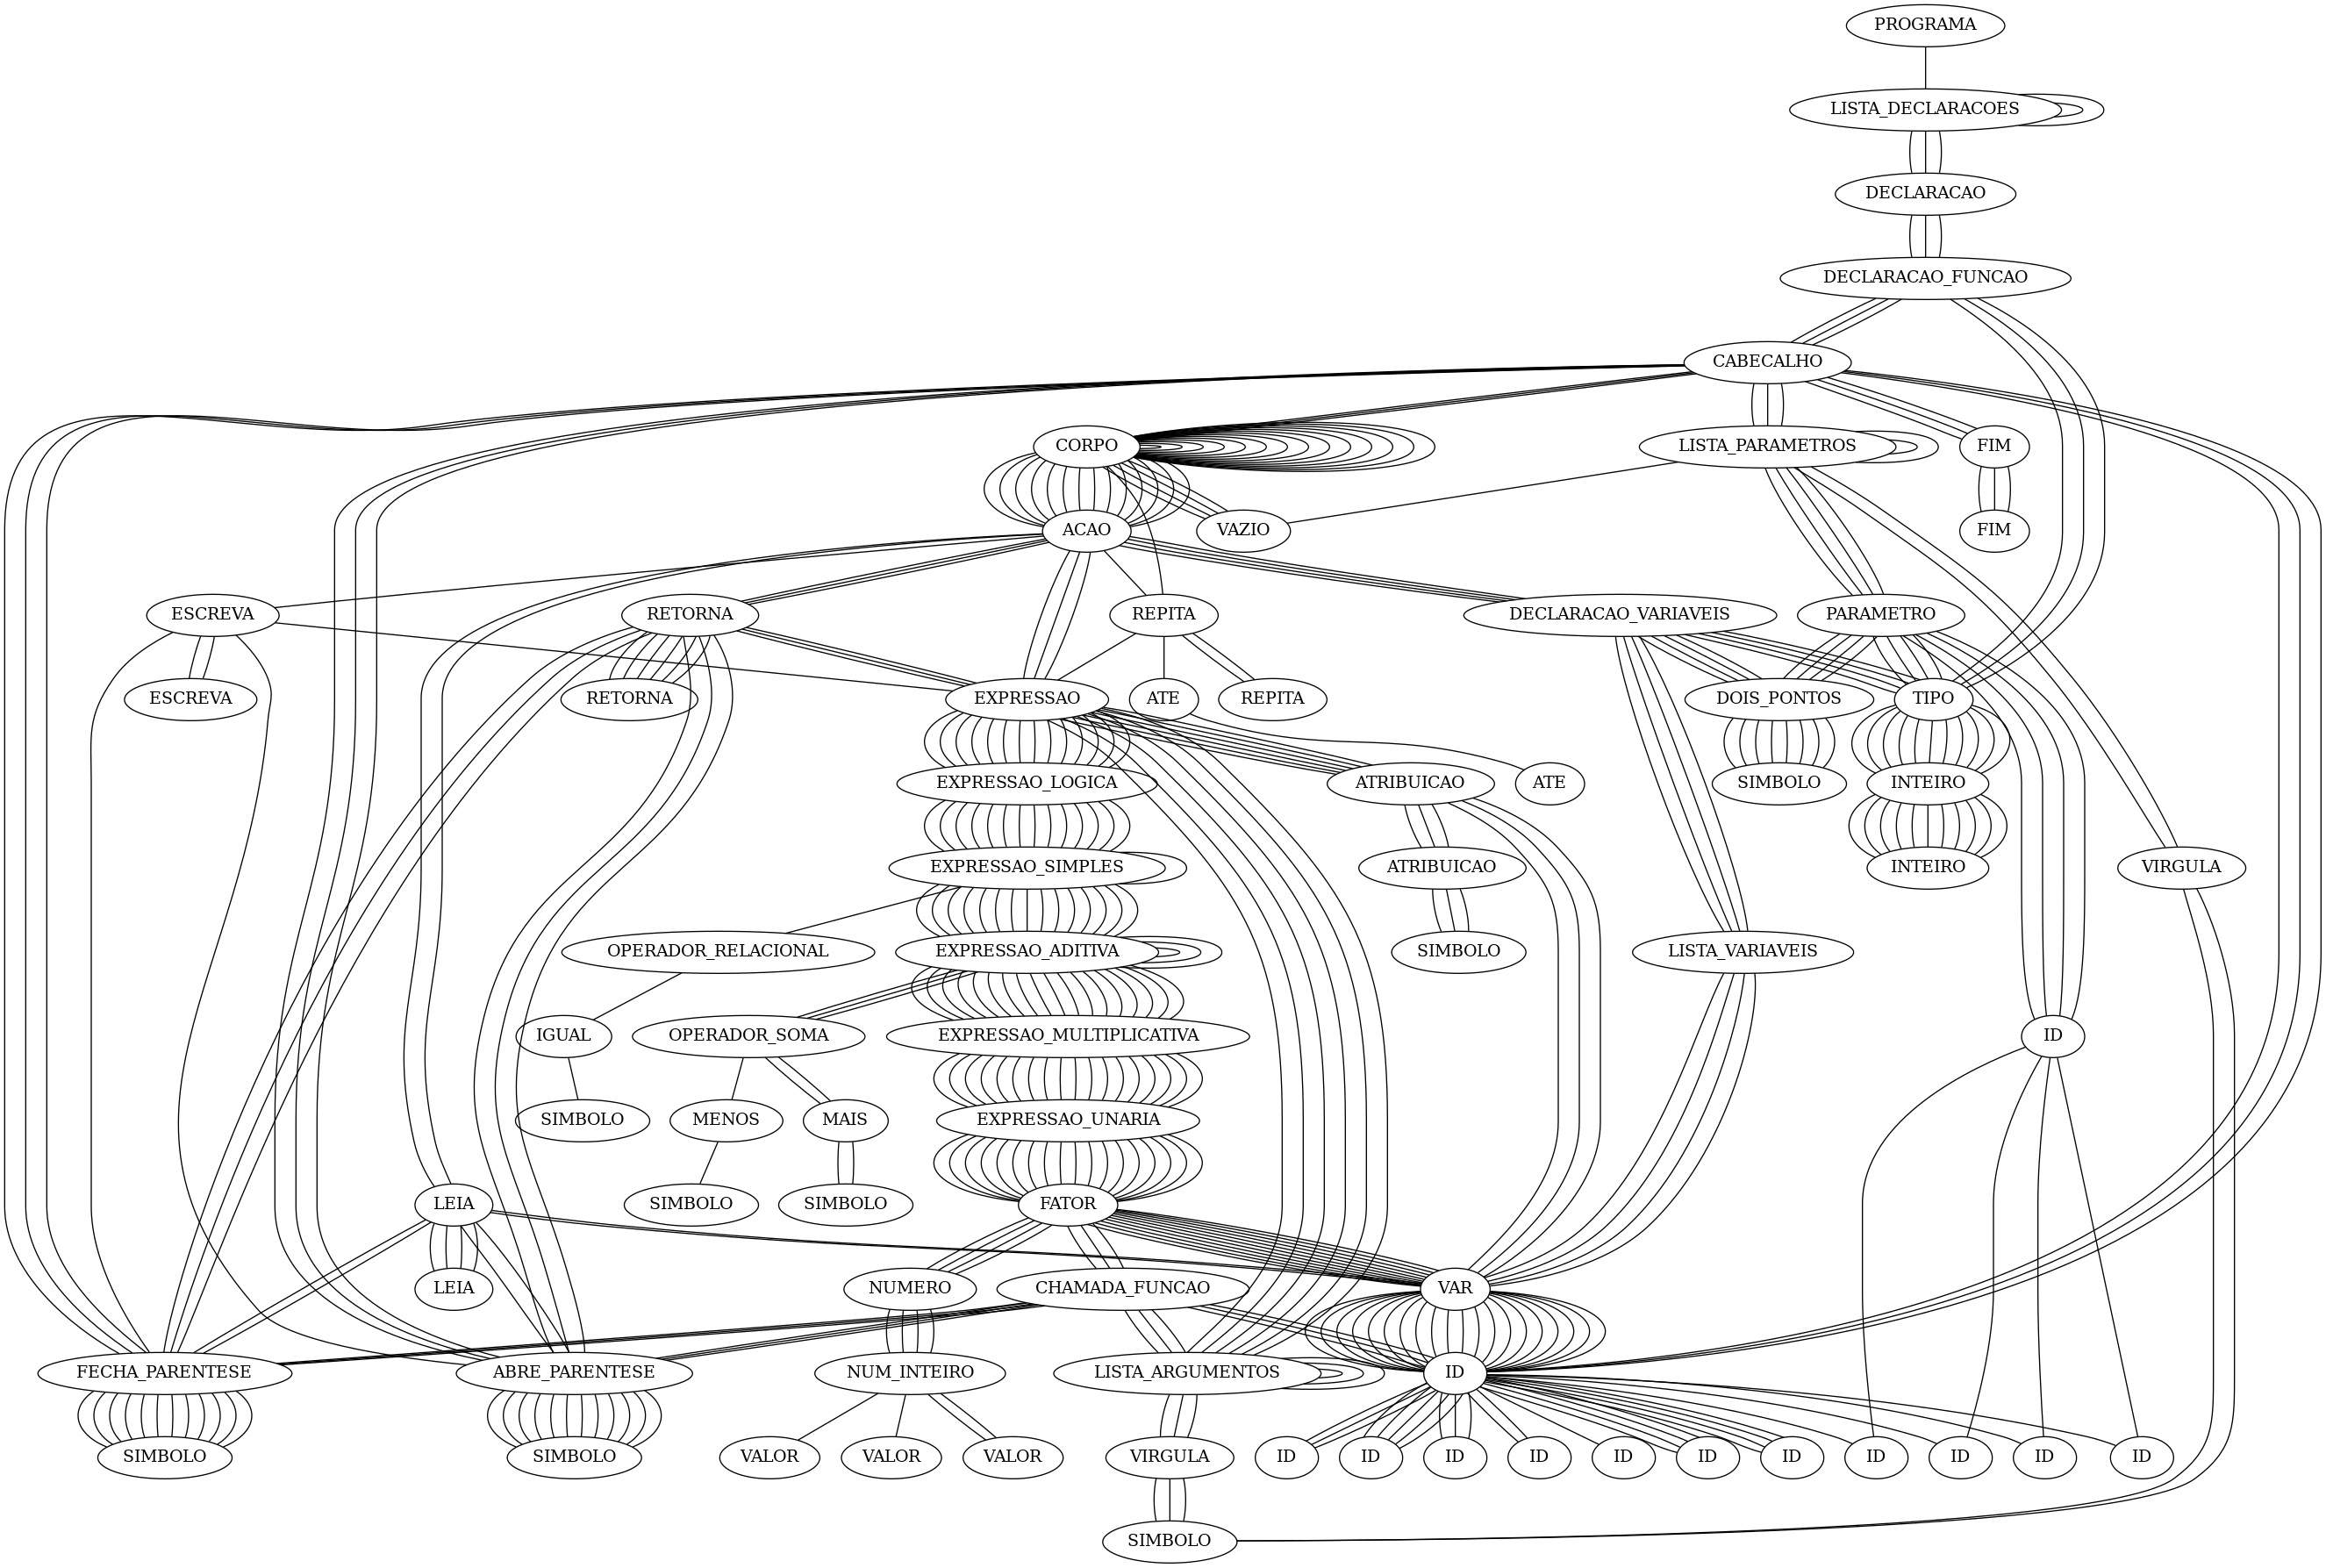 PROGRAMA
LISTA_DECLARACOES
DECLARACAO
DECLARACAO_FUNCAO
CABECALHO
CORPO
LISTA_PARAMETROS
FIM
ACAO
VAZIO
FIM
ESCREVA
RETORNA
REPITA
DECLARACAO_VARIAVEIS
PARAMETRO
ESCREVA
RETORNA
EXPRESSAO
ATE
REPITA
DOIS_PONTOS
TIPO
EXPRESSAO_LOGICA
ATRIBUICAO
ATE
SIMBOLO
INTEIRO
EXPRESSAO_SIMPLES
ATRIBUICAO
INTEIRO
VIRGULA
OPERADOR_RELACIONAL
EXPRESSAO_ADITIVA
SIMBOLO
LISTA_VARIAVEIS
IGUAL
OPERADOR_SOMA
EXPRESSAO_MULTIPLICATIVA
ID
SIMBOLO
MENOS
MAIS
EXPRESSAO_UNARIA
LEIA
SIMBOLO
SIMBOLO
FATOR
LEIA
NUMERO
CHAMADA_FUNCAO
VAR
FECHA_PARENTESE
ABRE_PARENTESE
NUM_INTEIRO
LISTA_ARGUMENTOS
ID
SIMBOLO
SIMBOLO
VALOR
VALOR
VALOR
VIRGULA
ID
ID
ID
ID
ID
ID
ID
ID
ID
ID
ID
SIMBOLO